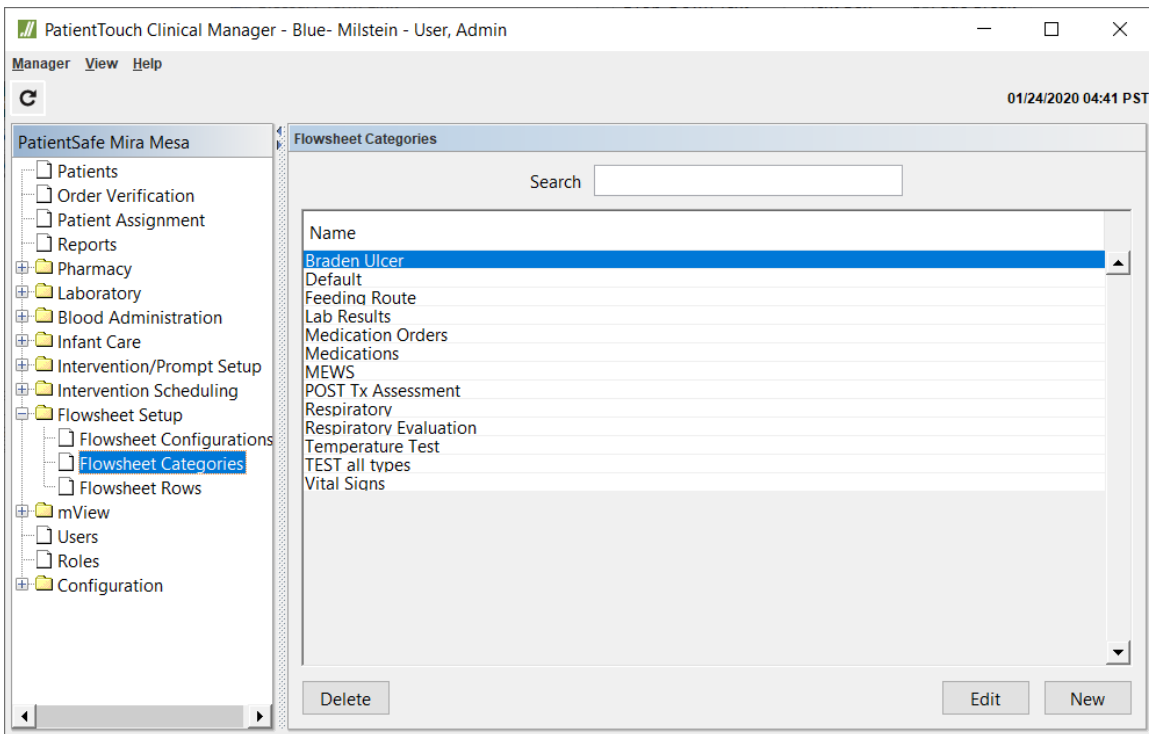 PatientTouch Clinical Manager - Blue- Milstein - User, Admin
Manager View Help
01/24/2020 04:41 PST
PatientSafe Mira Mesa
Patients
Order Verification
Patient Assignment
Reports
Pharmacy
Laboratory
Blood Administration
Infant Care
Intervention/Prompt Setup
Intervention Scheduling
Flowsheet Setup
Flowsheet Configurations
Flowsheet Categories
Flowsheet Rows
mView
Users
Roles
Configuration
Flowsheet Categories
Search
Name
Braden Ulcer
Default
Feeding Route
Lab Results
Medication Orders
Medications
MEWS
POST Tx Assessment
Respiratory
Respiratory Evaluation
Temperature Test
TEST all types
Vital Signs
Delete
Edit
New